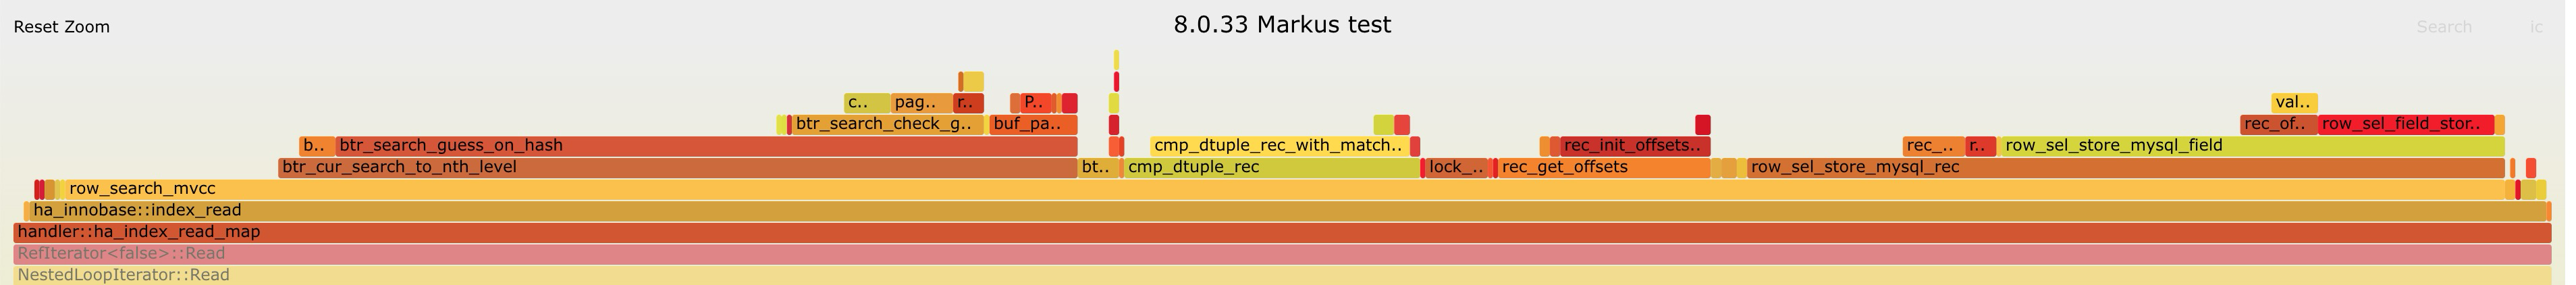 8.0.33 Markus test
Reset Zoom
Search ic
c.. pag.. r.. P.. val..
btr_search_check_g.. buf_pa.. rec_of.. row_sel_field_stor..
b.. btr_search_guess_on_hash cmp_dtuple_rec_with_match.. rec_init_offsets.. rec_.. r.. row_sel_store_mysql_field
btr_cur_search_to_nth_level bt.. cmp_dtuple_rec lock_.. rec_get_offsets row_sel_store_mysql_rec
row_search_mvcc
ha_innobase::index_read
handler::ha_index_read_map
RefIterator<false>::Read
NestedLoopIterator::Read